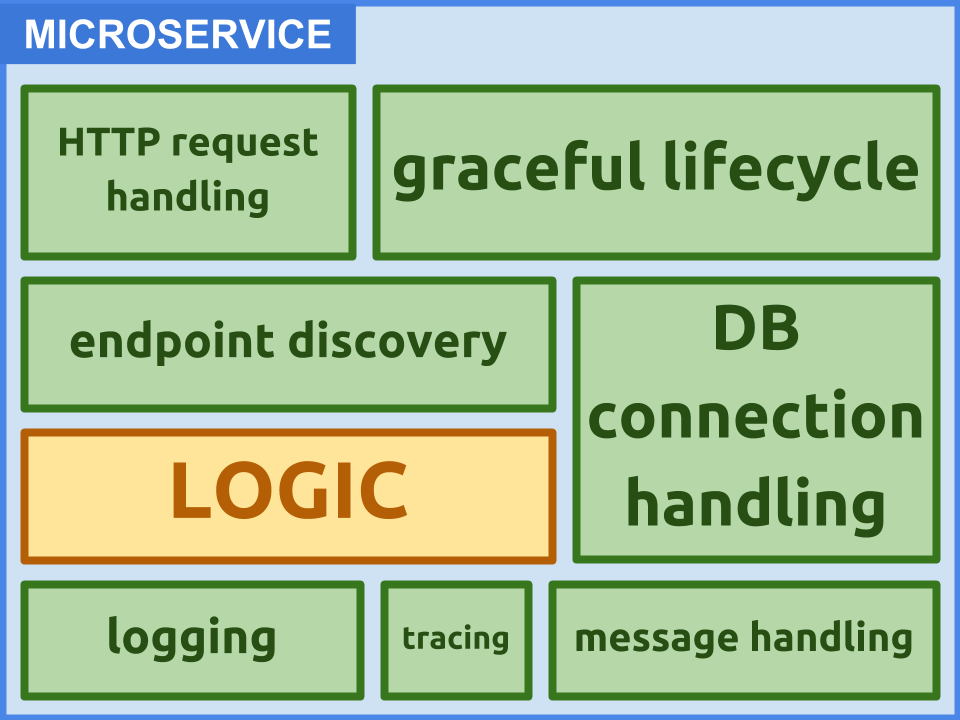 MICROSERVICE
HTTP request
handling
graceful lifecycle
endpoint discovery
DB
connection
handling
LOGIC
logging
tracing
message handling